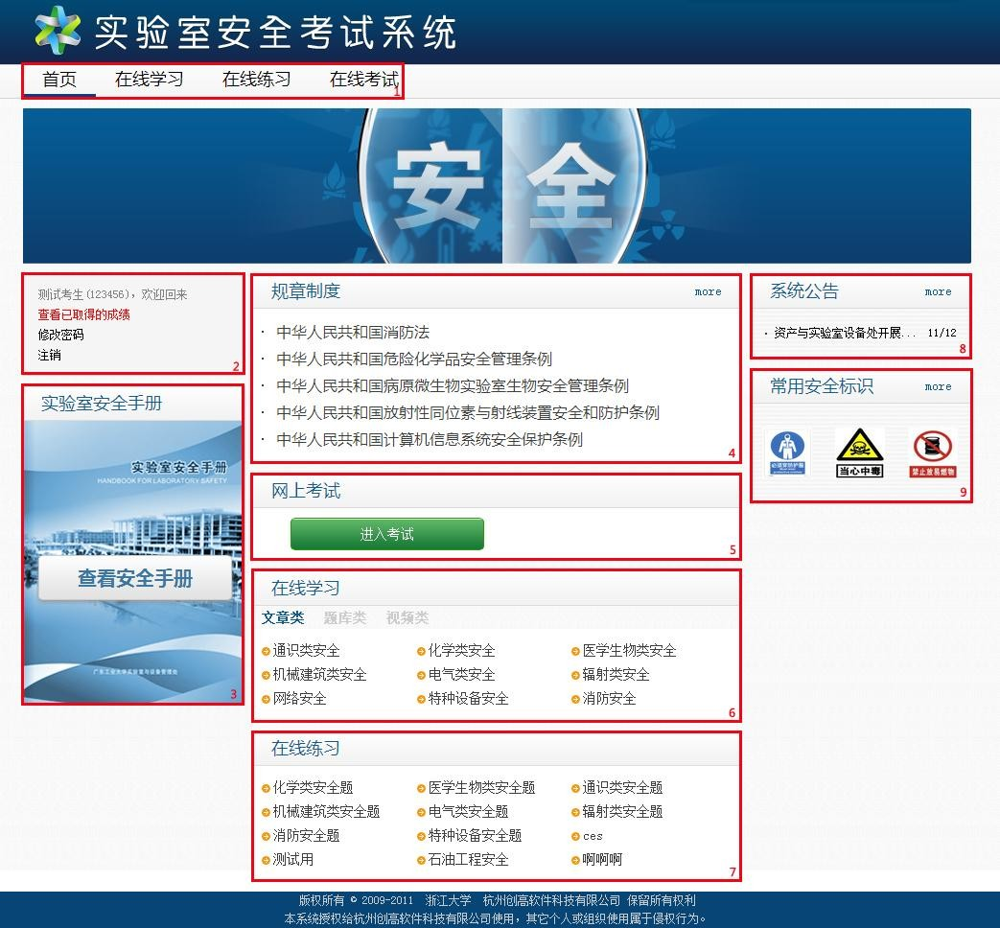 实验室安全考试系统
首页 在线学习 在线练习 在线考试
1
安全
测试考生(123456)，欢迎回来
查看已取得的成绩
修改密码
注销
2
实验室安全手册
实验室安全手册
HANDBOOK FOR LABORATORY SAFETY
查看安全手册
广东工业大学实验室与设备管理处
3
规章制度 more
· 中华人民共和国消防法
· 中华人民共和国危险化学品安全管理条例
· 中华人民共和国病原微生物实验室生物安全管理条例
· 中华人民共和国放射性同位素与射线装置安全和防护条例
· 中华人民共和国计算机信息系统安全保护条例
4
网上考试
进入考试
5
在线学习
文章类 题库类 视频类
通识类安全 化学类安全 医学生物类安全
机械建筑类安全 电气类安全 辐射类安全
网络安全 特种设备安全 消防安全
6
在线练习
化学类安全题 医学生物类安全题 通识类安全题
机械建筑类安全题 电气类安全题 辐射类安全题
消防安全题 特种设备安全题 ces
测试用 石油工程安全 啊啊啊
7
系统公告 more
· 资产与实验室设备处开展... 11/12
8
常用安全标识 more
必须穿防护服
当心中毒
禁止放易燃物
9
版权所有 © 2009-2011 浙江大学 杭州创高软件科技有限公司 保留所有权利
本系统授权给杭州创高软件科技有限公司使用，其它个人或组织使用属于侵权行为。